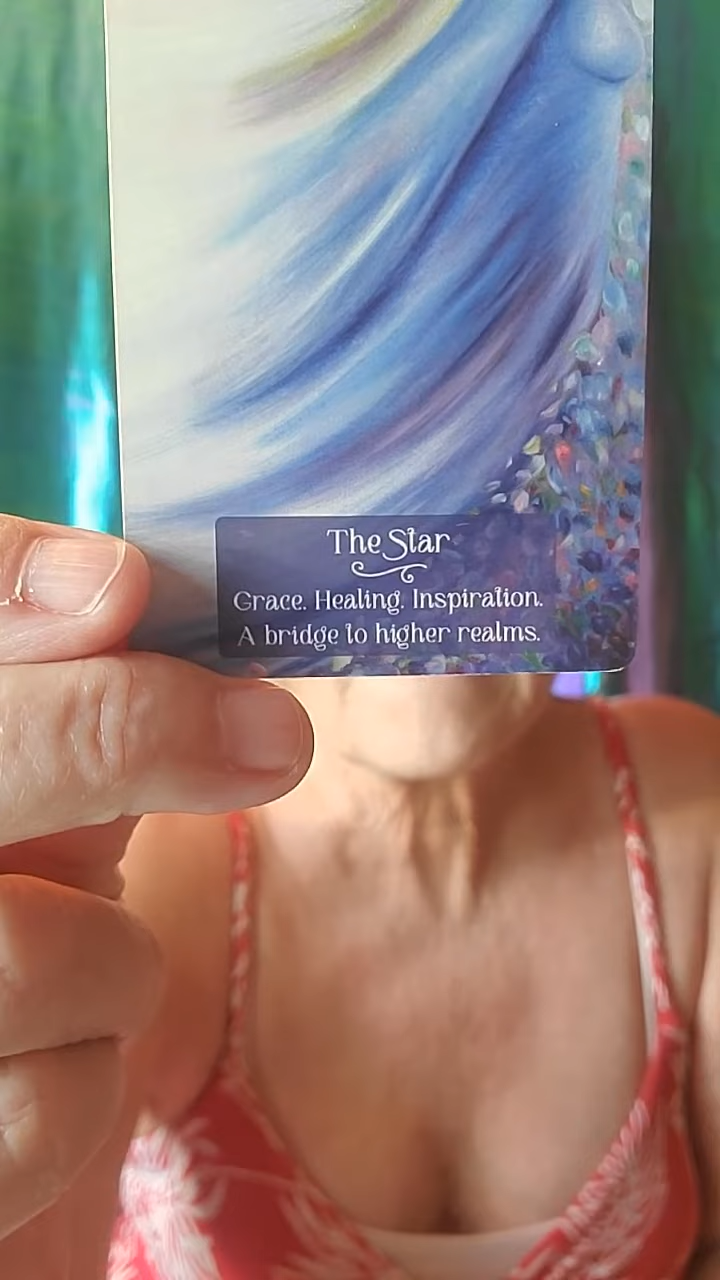 The Star
Grace. Healing. Inspiration.
A bridge to higher realms.